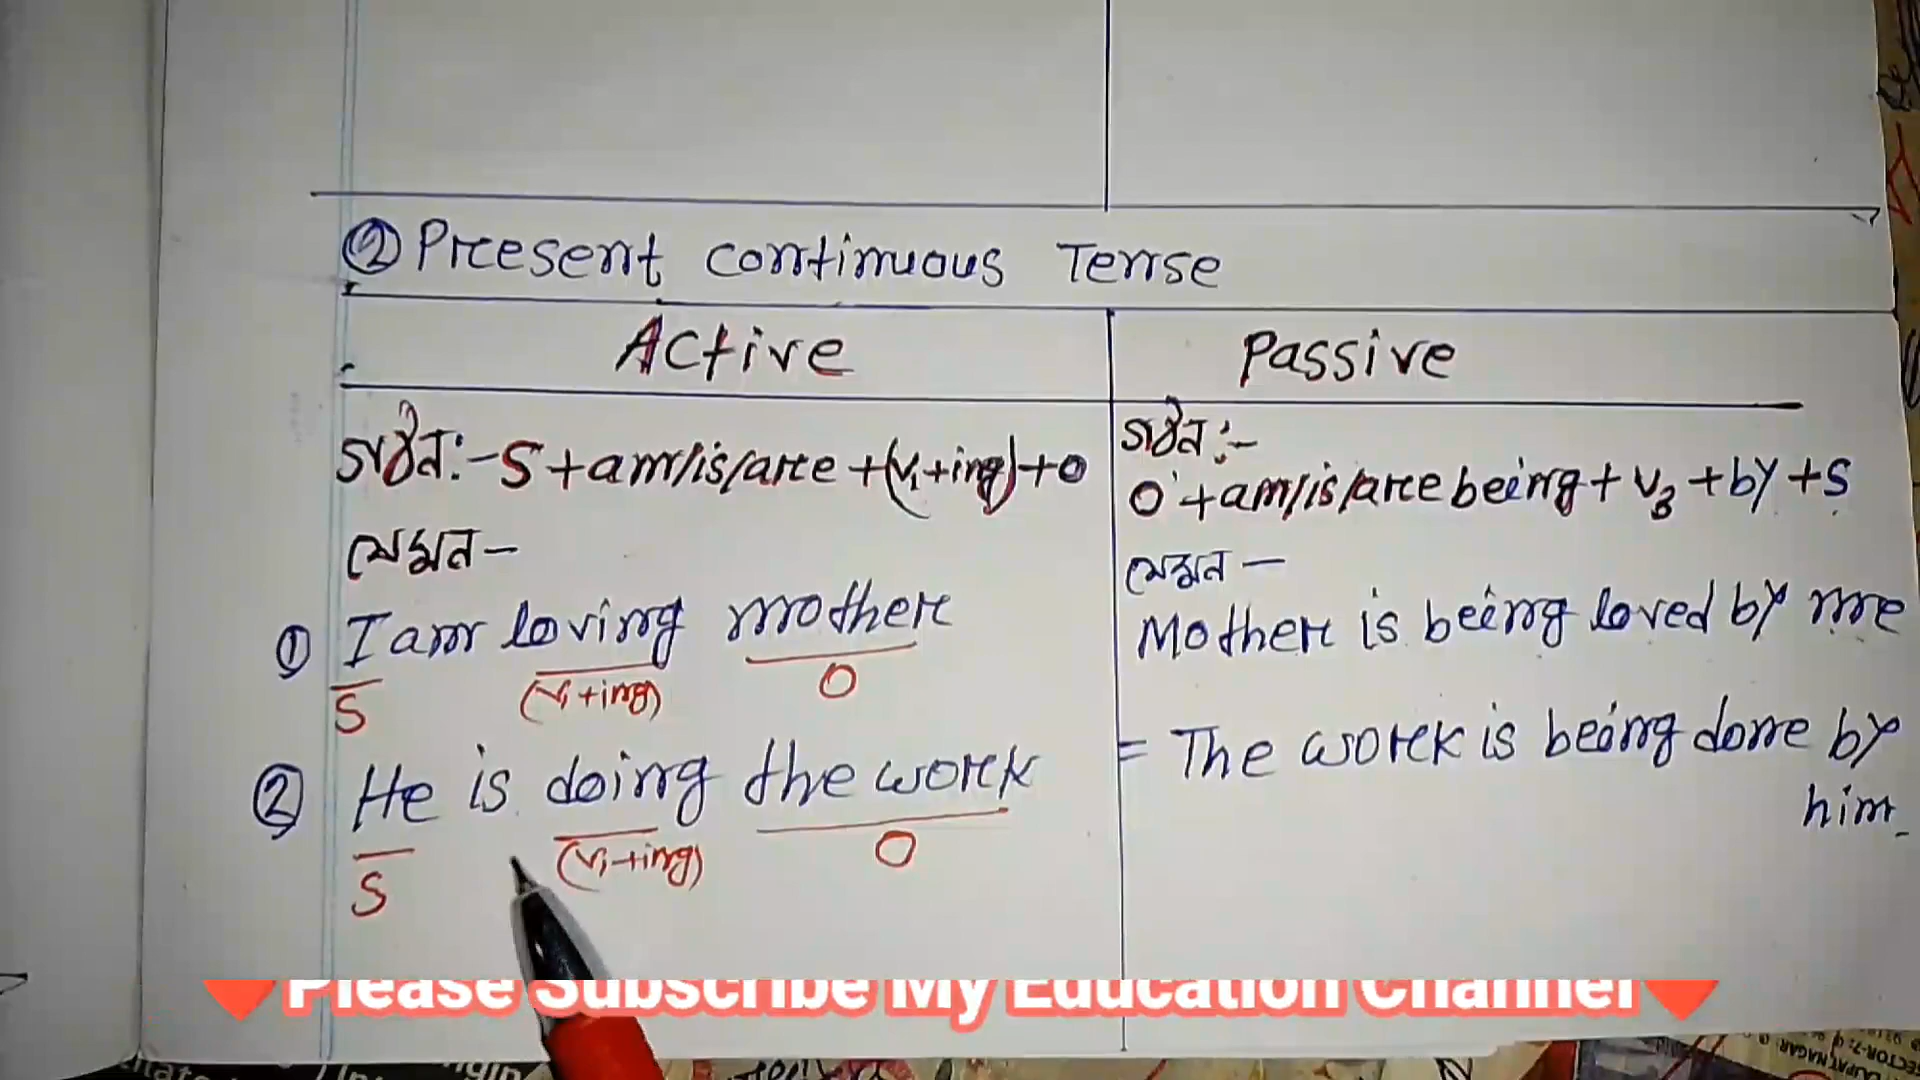 ② Present continuous Tense
Active
Passive
গঠন:- S + am/is/are + (V₁+ing) + O
গঠন:-
O + am/is/are being + V₃ + by + S
যেমন-
যেমন-
① I am loving mother
S (V₁+ing) O
Mother is being loved by me
② He is doing the work
S (V₁+ing) O
= The work is being done by
him.
Please Subscribe My Education Channel